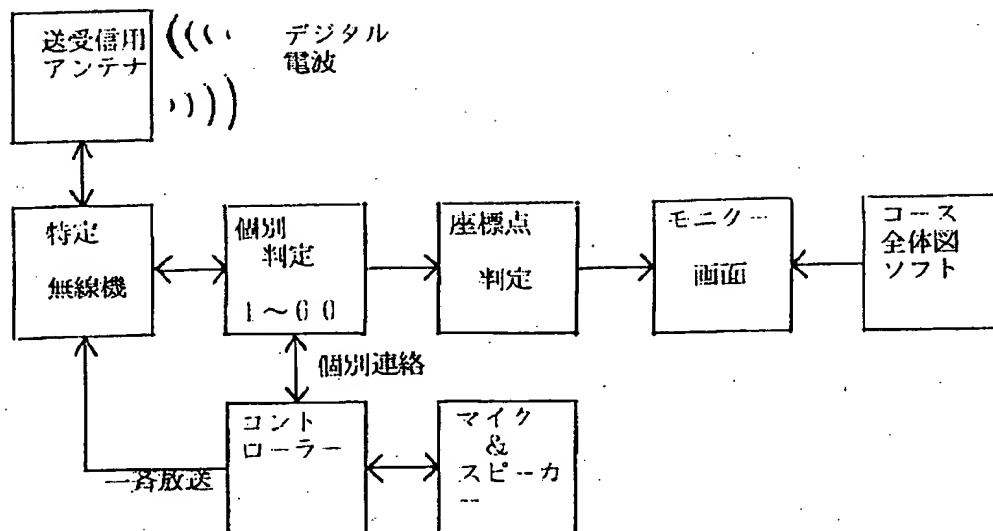 送受信用
アンテナ
デジタル
電波
特定
無線機
個別
判定
1～60
座標点
判定
モニター
画面
コース
全体図
ソフト
個別連絡
コント
ローラー
マイク
&
スピーカ
ー
一斉放送